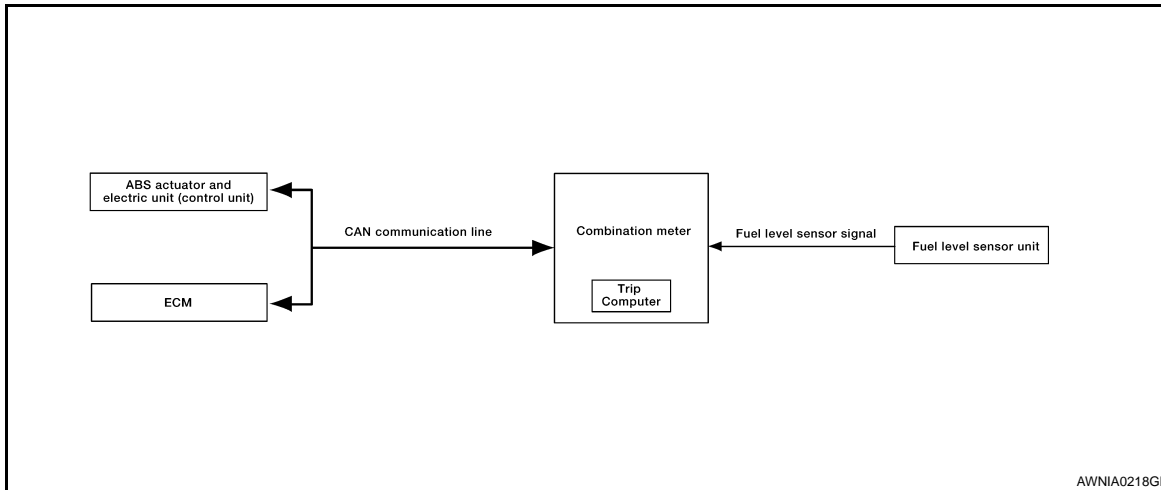 ABS actuator and
electric unit (control unit)
CAN communication line
ECM
Combination meter
Trip
Computer
Fuel level sensor signal
Fuel level sensor unit